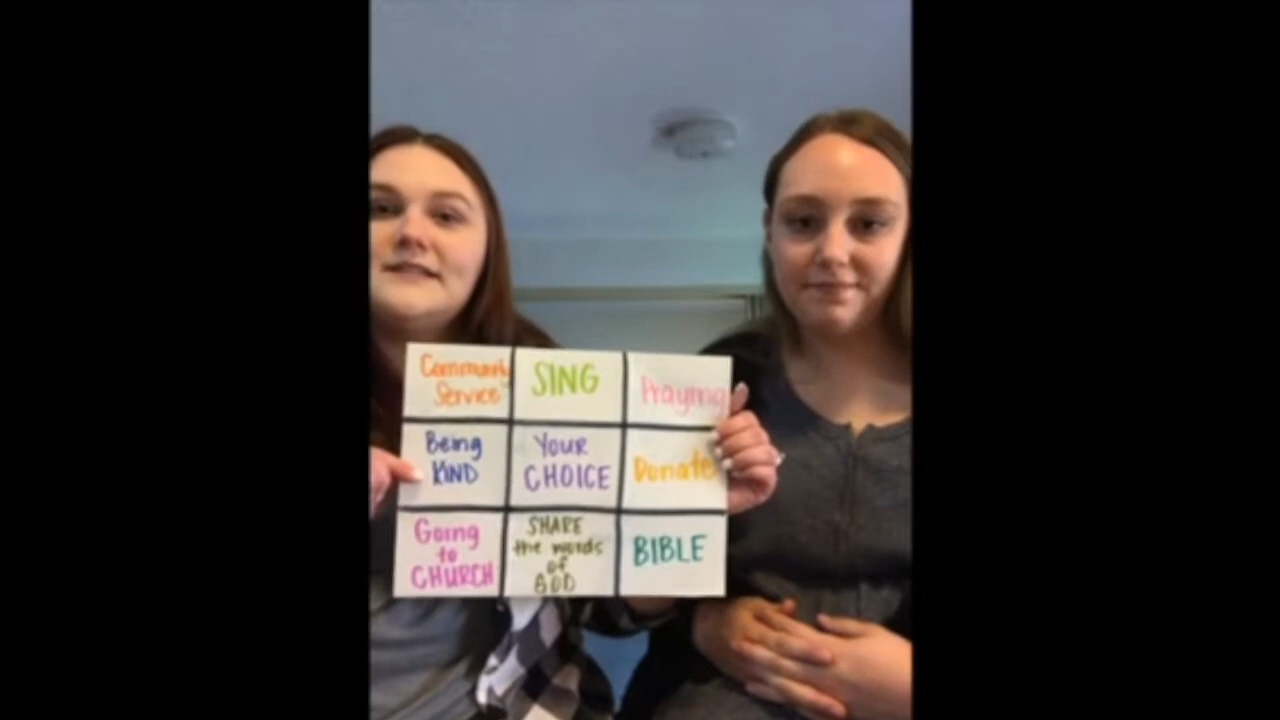 Community
Service
SING
Praying
Being
KIND
YOUR
CHOICE
Donate
Going
to
CHURCH
SHARE
the words
of
GOD
BIBLE